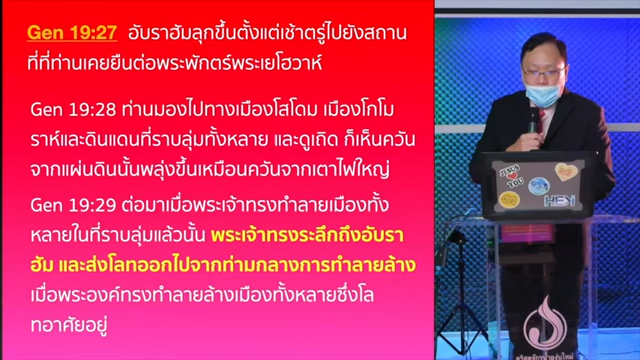 Gen 19:27 อับราฮัมลุกขึ้นตั้งแต่เช้าตรู่ไปยังสถาน
ที่ที่ท่านเคยยืนต่อพระพักตร์พระเยโฮวาห์
Gen 19:28 ท่านมองไปทางเมืองโสโดม เมืองโกโม
ราห์และดินแดนที่ราบลุ่มทั้งหลาย และดูเถิด ก็เห็นควัน
จากแผ่นดินนั้นพลุ่งขึ้นเหมือนควันจากเตาไฟใหญ่
Gen 19:29 ต่อมาเมื่อพระเจ้าทรงทำลายเมืองทั้ง
หลายในที่ราบลุ่มแล้วนั้น พระเจ้าทรงระลึกถึงอับรา
ฮัม และส่งโลทออกไปจากท่ามกลางการทำลายล้าง
เมื่อพระองค์ทรงทำลายล้างเมืองทั้งหลายซึ่งโล
ทอาศัยอยู่
JESUS
YOU